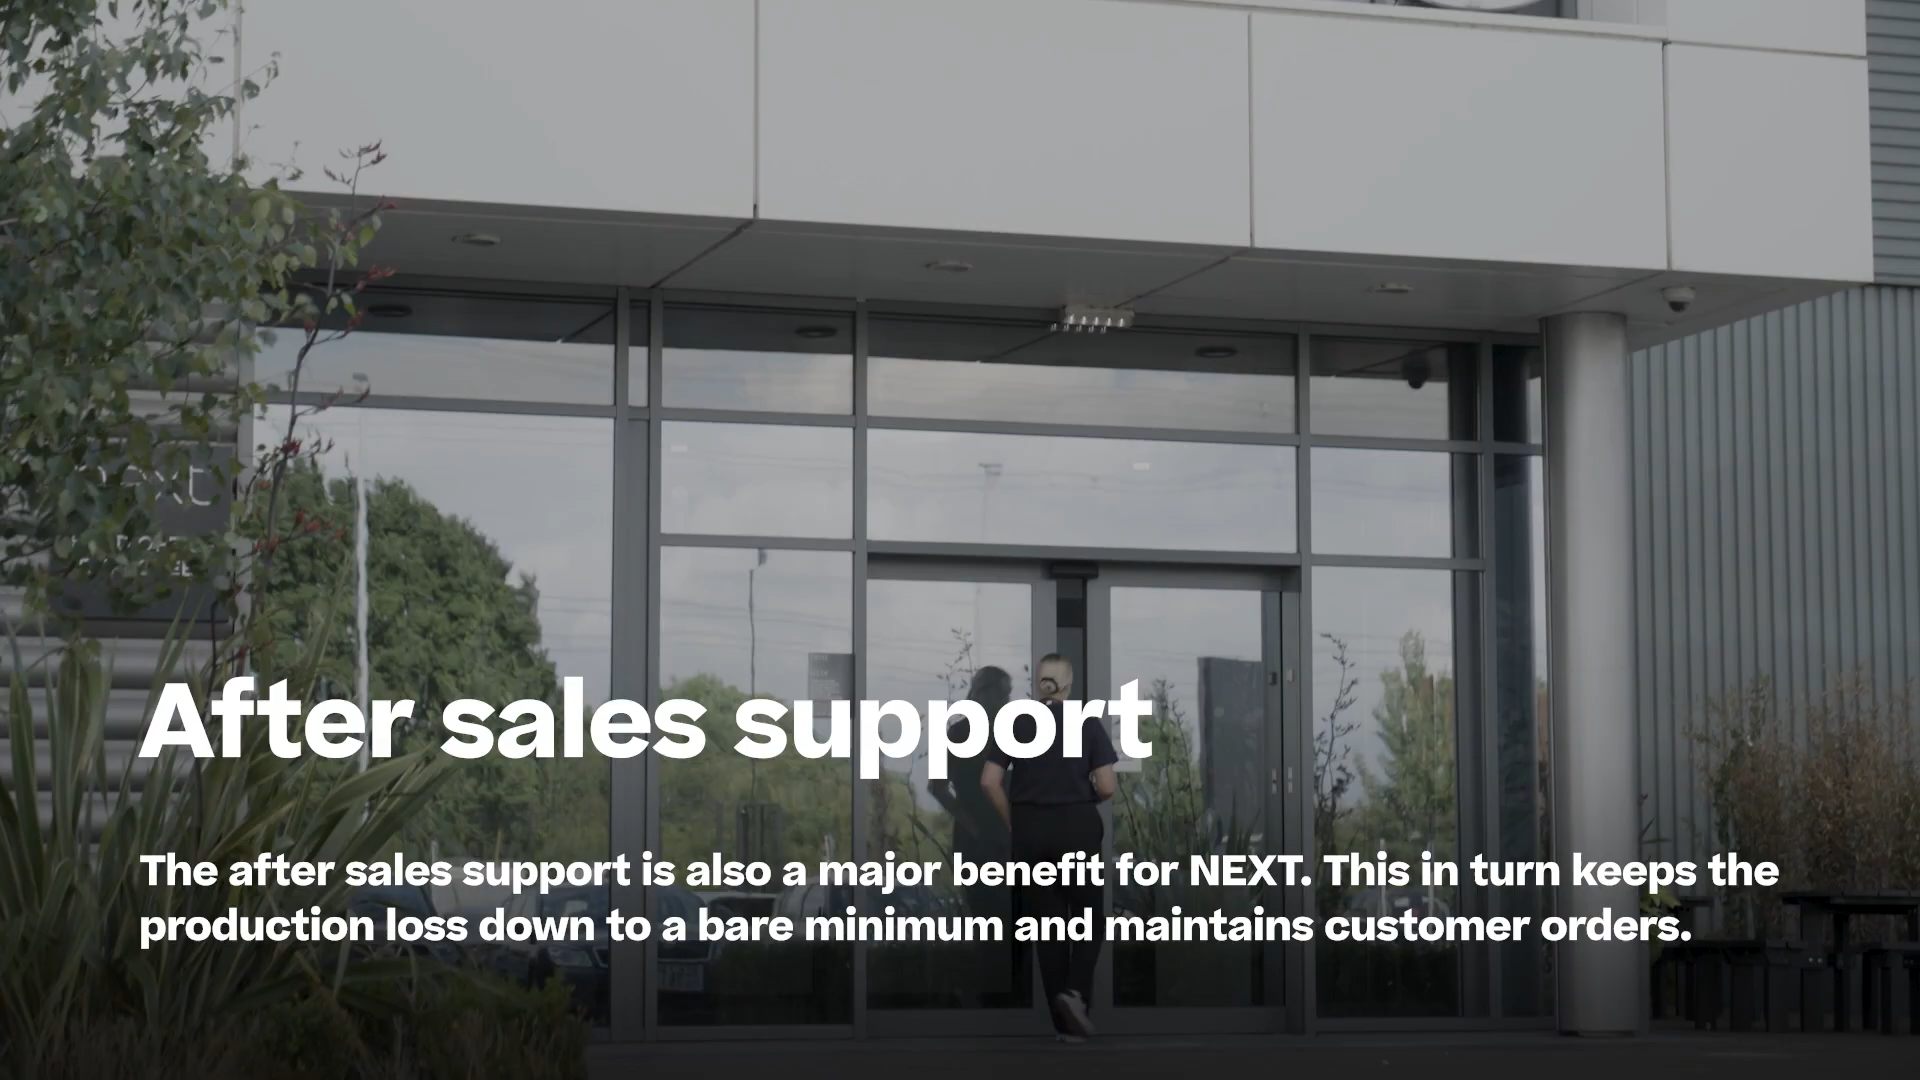 next
After sales support
The after sales support is also a major benefit for NEXT. This in turn keeps the
production loss down to a bare minimum and maintains customer orders.